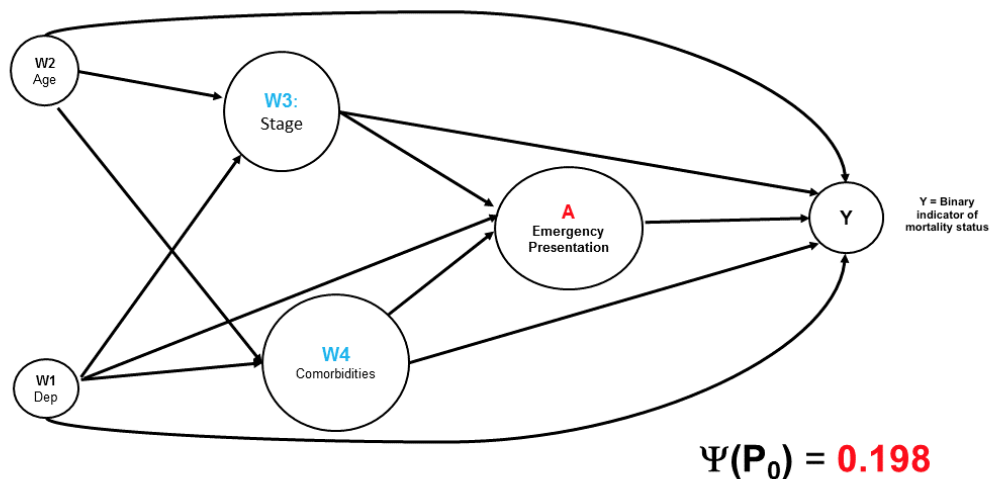 W2
Age
W3:
Stage
A
Emergency
Presentation
Y
Y = Binary
indicator of
mortality status
W4
Comorbidities
W1
Dep
Ψ(P₀) = 0.198